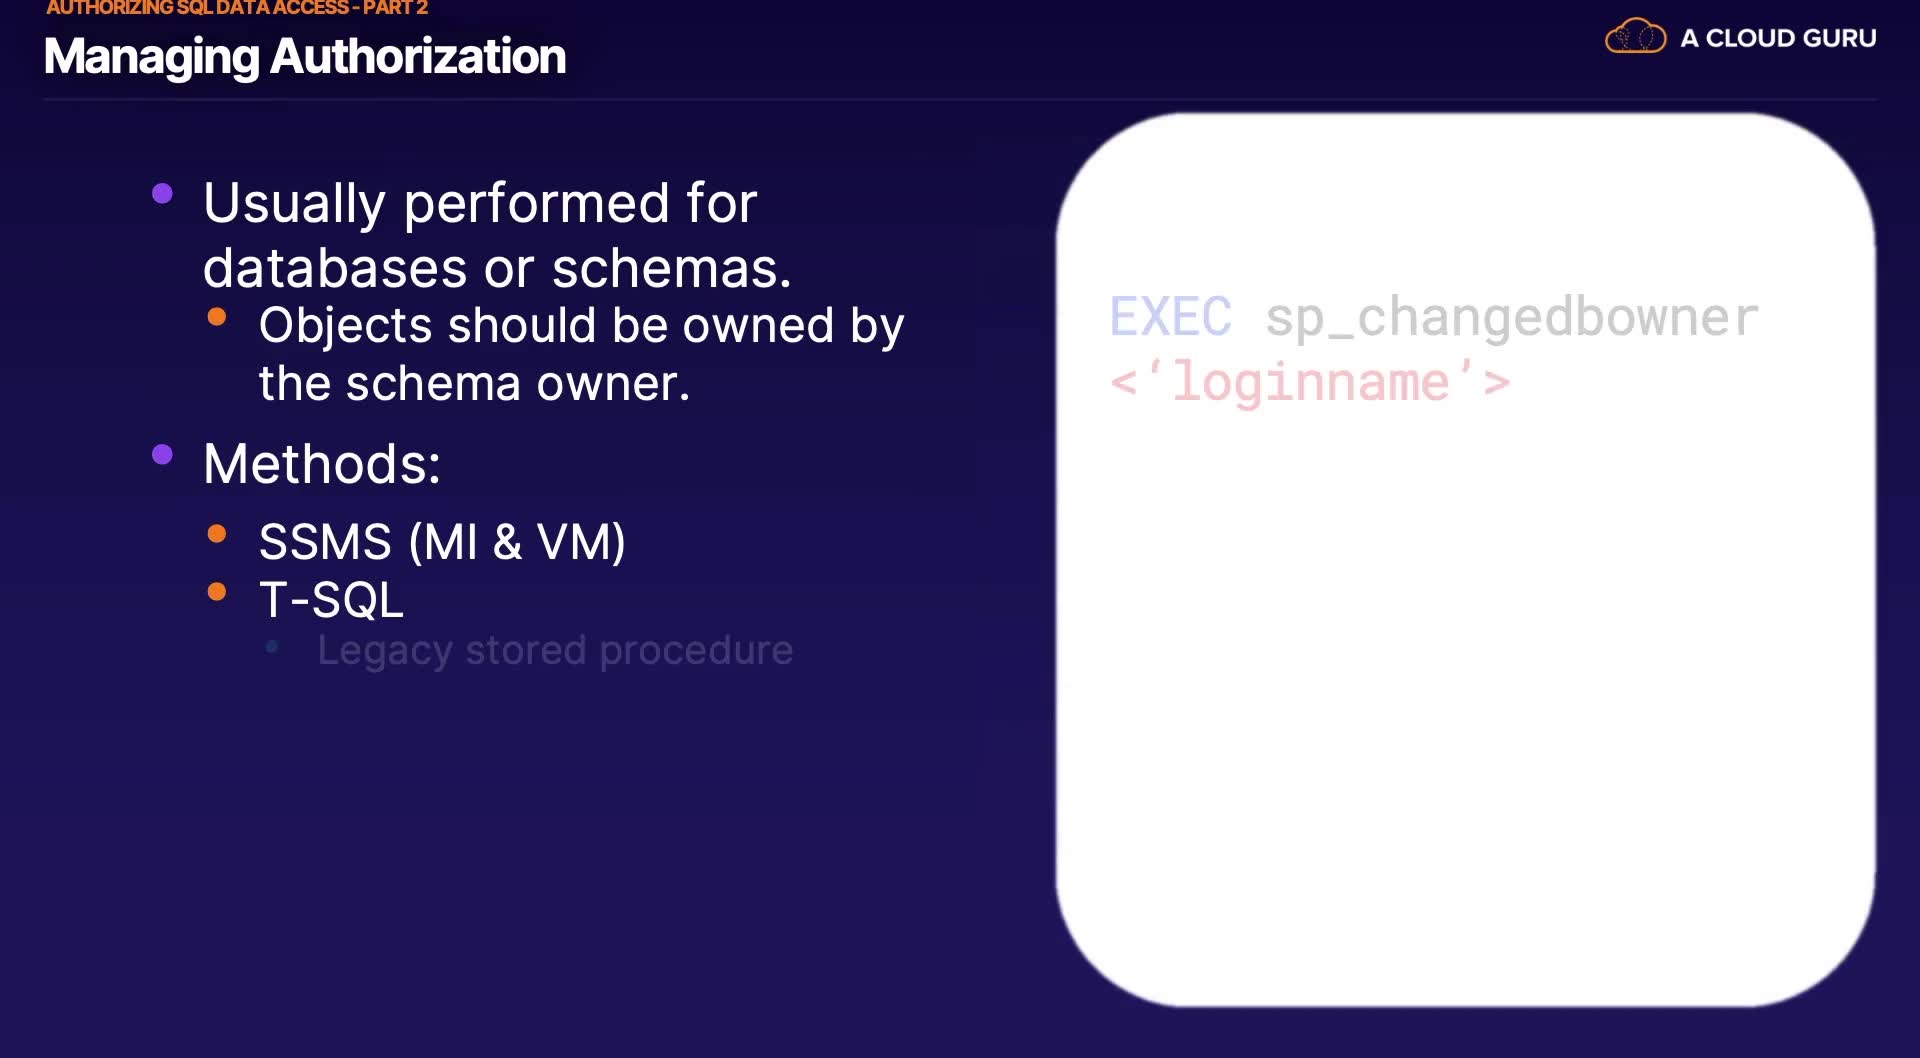 AUTHORIZING SQL DATA ACCESS - PART 2
Managing Authorization
A CLOUD GURU
Usually performed for
databases or schemas.
Objects should be owned by
the schema owner.
Methods:
SSMS (MI & VM)
T-SQL
Legacy stored procedure
EXEC sp_changedbowner
<‘loginname’>